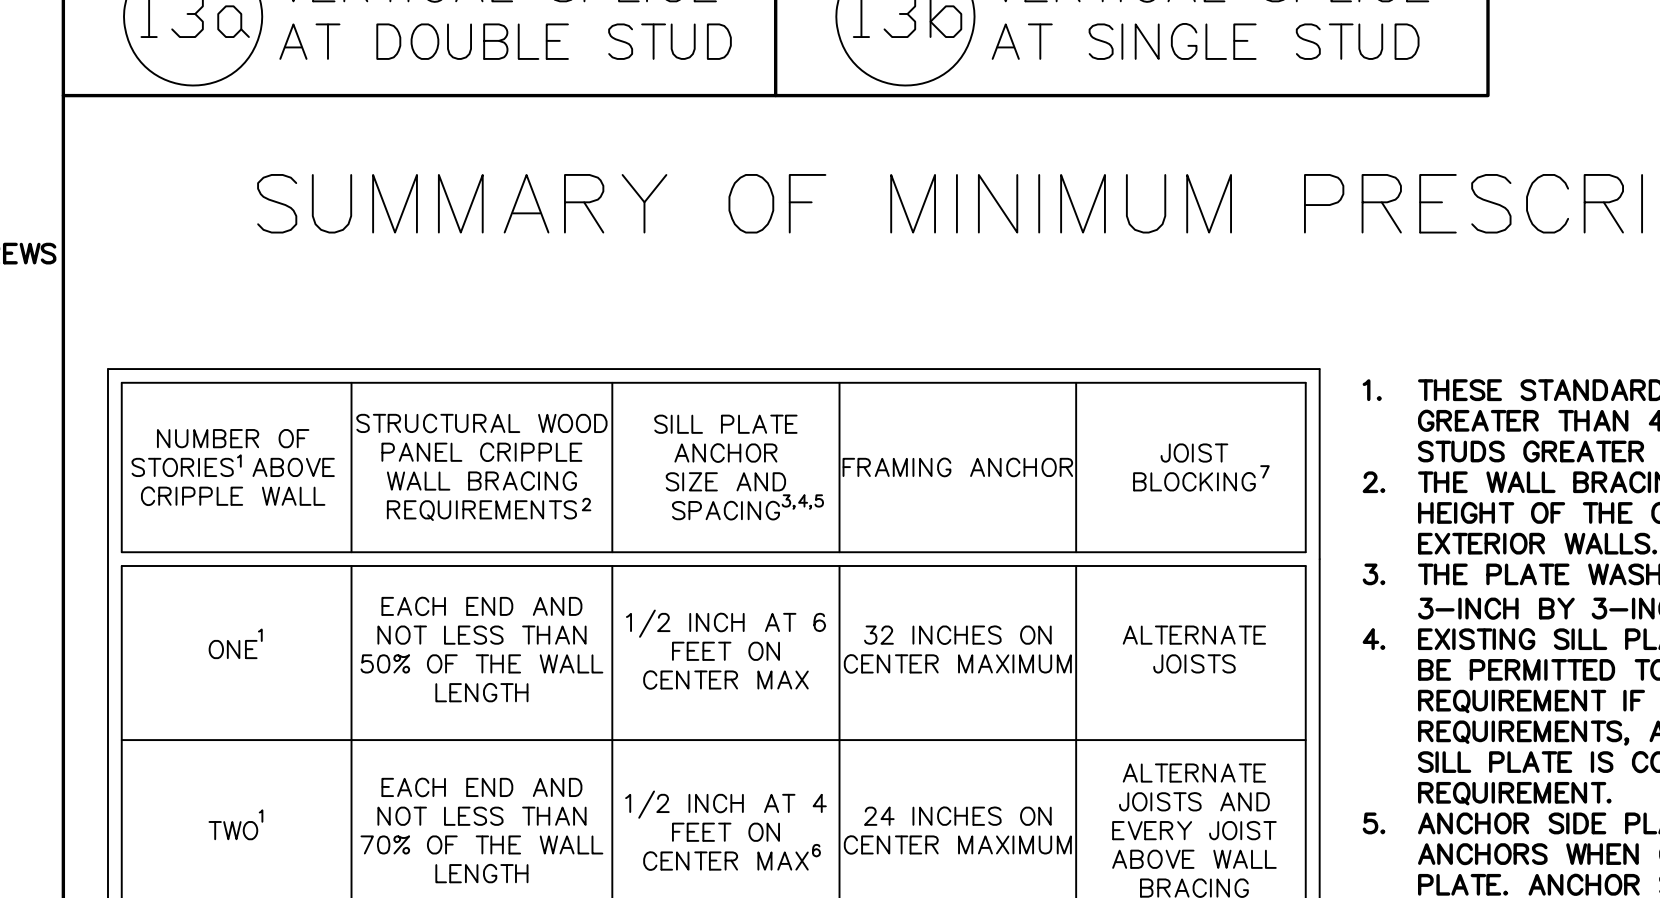 13a
AT DOUBLE STUD
13b
AT SINGLE STUD
SUMMARY OF MINIMUM PRESCRI
EWS
NUMBER OF
STORIES¹ ABOVE
CRIPPLE WALL
STRUCTURAL WOOD
PANEL CRIPPLE
WALL BRACING
REQUIREMENTS²
SILL PLATE
ANCHOR
SIZE AND
SPACING³,⁴,⁵
FRAMING ANCHOR
JOIST
BLOCKING⁷
ONE¹
EACH END AND
NOT LESS THAN
50% OF THE WALL
LENGTH
1/2 INCH AT 6
FEET ON
CENTER MAX
32 INCHES ON
CENTER MAXIMUM
ALTERNATE
JOISTS
TWO¹
EACH END AND
NOT LESS THAN
70% OF THE WALL
LENGTH
1/2 INCH AT 4
FEET ON
CENTER MAX⁶
24 INCHES ON
CENTER MAXIMUM
ALTERNATE
JOISTS AND
EVERY JOIST
ABOVE WALL
BRACING
1. THESE STANDARD
GREATER THAN 4
STUDS GREATER
2. THE WALL BRACIN
HEIGHT OF THE
EXTERIOR WALLS.
3. THE PLATE WASH
3-INCH BY 3-INC
4. EXISTING SILL PLA
BE PERMITTED TO
REQUIREMENT IF
REQUIREMENTS, A
SILL PLATE IS CO
REQUIREMENT.
5. ANCHOR SIDE PLA
ANCHORS WHEN
PLATE. ANCHOR